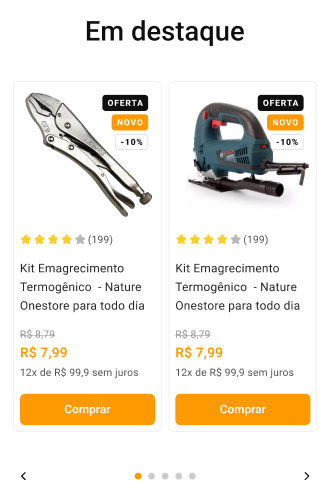 Em destaque
OFERTA
NOVO
-10%
OFERTA
NOVO
-10%
(199)
Kit Emagrecimento
Termogênico - Nature
Onestore para todo dia
R$ 8,79
R$ 7,99
12x de R$ 99,9 sem juros
Comprar
(199)
Kit Emagrecimento
Termogênico - Nature
Onestore para todo dia
R$ 8,79
R$ 7,99
12x de R$ 99,9 sem juros
Comprar